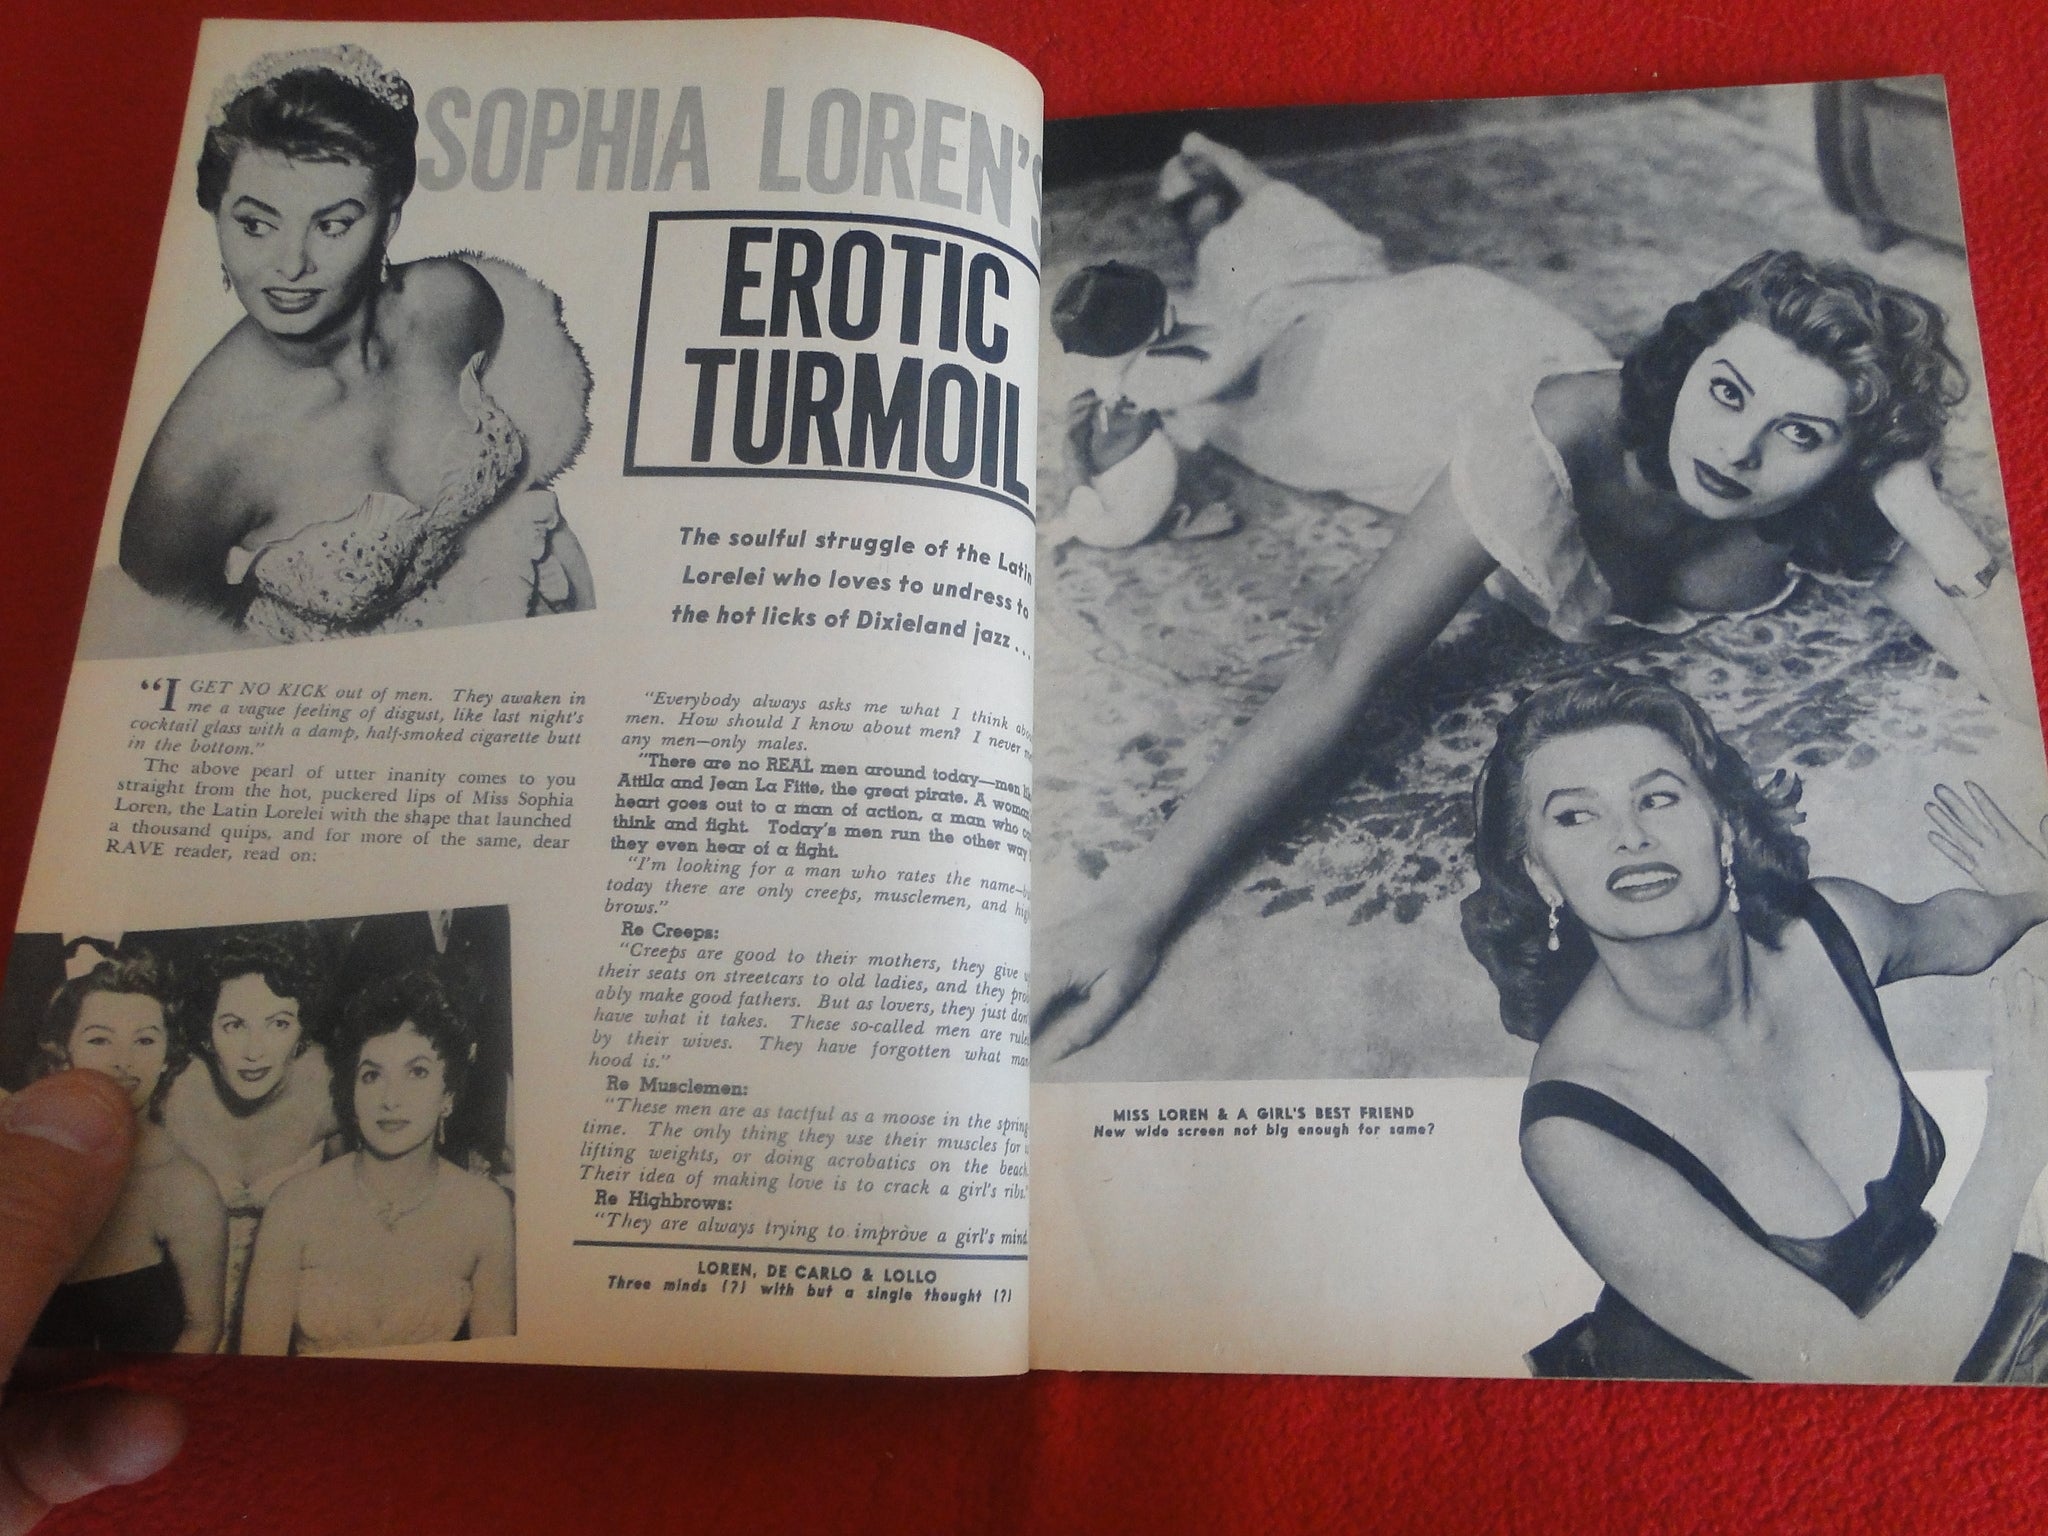 SOPHIA LOREN'S
EROTIC
TURMOIL
The soulful struggle of the Latin
Lorelei who loves to undress to
the hot licks of Dixieland jazz . . .
"I GET NO KICK out of men. They awaken in
me a vague feeling of disgust, like last night's
cocktail glass with a damp, half-smoked cigarette butt
in the bottom."
The above pearl of utter inanity comes to you
straight from the hot, puckered lips of Miss Sophia
Loren, the Latin Lorelei with the shape that launched
a thousand quips, and for more of the same, dear
RAVE reader, read on:
"Everybody always asks me what I think
men. How should I know about men? I never
any men—only males.
"There are no REAL men around today—men
Attila and Jean La Fitte, the great pirate. A
heart goes out to a man of action, a man who
think and fight. Today's men run the other way
they even hear of a fight.
"I'm looking for a man who rates the name—
today there are only creeps, musclemen, and
brows."
Re Creeps:
"Creeps are good to their mothers, they give
their seats on streetcars to old ladies, and they
ably make good fathers. But as lovers, they just
have what it takes. These so-called men are
by their wives. They have forgotten what
hood is."
Re Musclemen:
"These men are as tactful as a moose in the spring
time. The only thing they use their muscles for
lifting weights, or doing acrobatics on the beach.
Their idea of making love is to crack a girl's ribs."
Re Highbrows:
"They are always trying to improve a girl's mind.
LOREN, DE CARLO & LOLLO
Three minds (?) with but a single thought (?)
MISS LOREN & A GIRL'S BEST FRIEND
New wide screen not big enough for same?